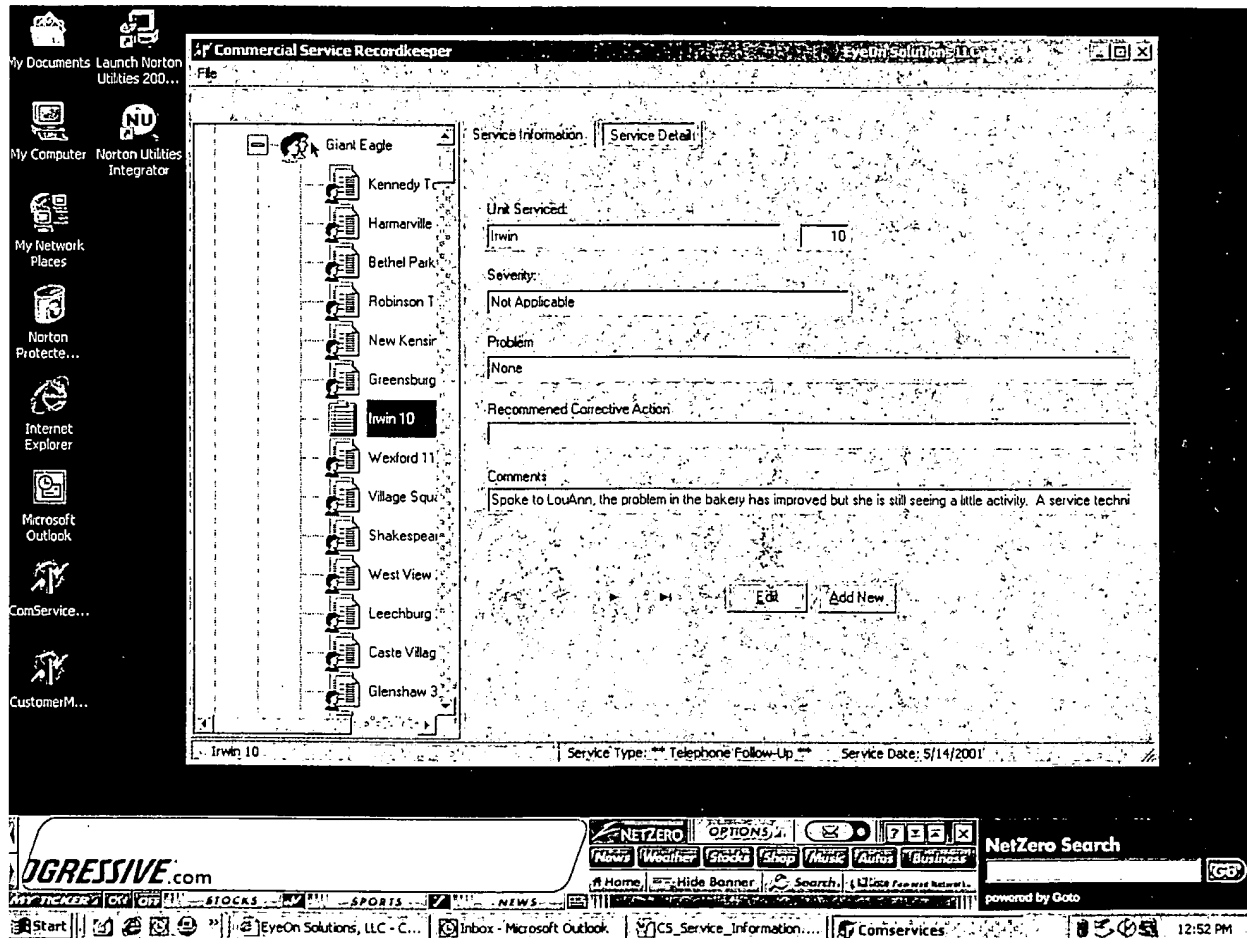 My Documents
Launch Norton
Utilities 200...
My Computer
Norton Utilities
Integrator
My Network
Places
Norton
Protecte...
Internet
Explorer
Microsoft
Outlook
ComService...
CustomerM...
Commercial Service Recordkeeper
EyeOn Solutions, LLC
File
Giant Eagle
Kennedy T
Harmarville
Bethel Park
Robinson T
New Kensin
Greensburg
Irwin 10
Wexford 11
Village Squa
Shakespear
West View
Leechburg
Caste Villag
Glenshaw 3
Service Information
Service Detail
Unit Serviced:
Irwin
10
Severity:
Not Applicable
Problem
None
Recommened Corrective Action
Comments
Spoke to LouAnn, the problem in the bakery has improved but she is still seeing a little activity. A service techni
Edit
Add New
Irwin 10
Service Type: ** Telephone Follow-Up **
Service Date: 5/14/2001
OGRESSIVE.com
NETZERO
OPTIONS
News Weather Stocks Shop Music Autos Business
Home
Hide Banner
Search
NetZero Search
GO
powered by Goto
MY TICKER'S ON OFF
STOCKS
SPORTS
NEWS
Start
EyeOn Solutions, LLC - C...
Inbox - Microsoft Outlook
CS_Service_Information....
Comservices
12:52 PM